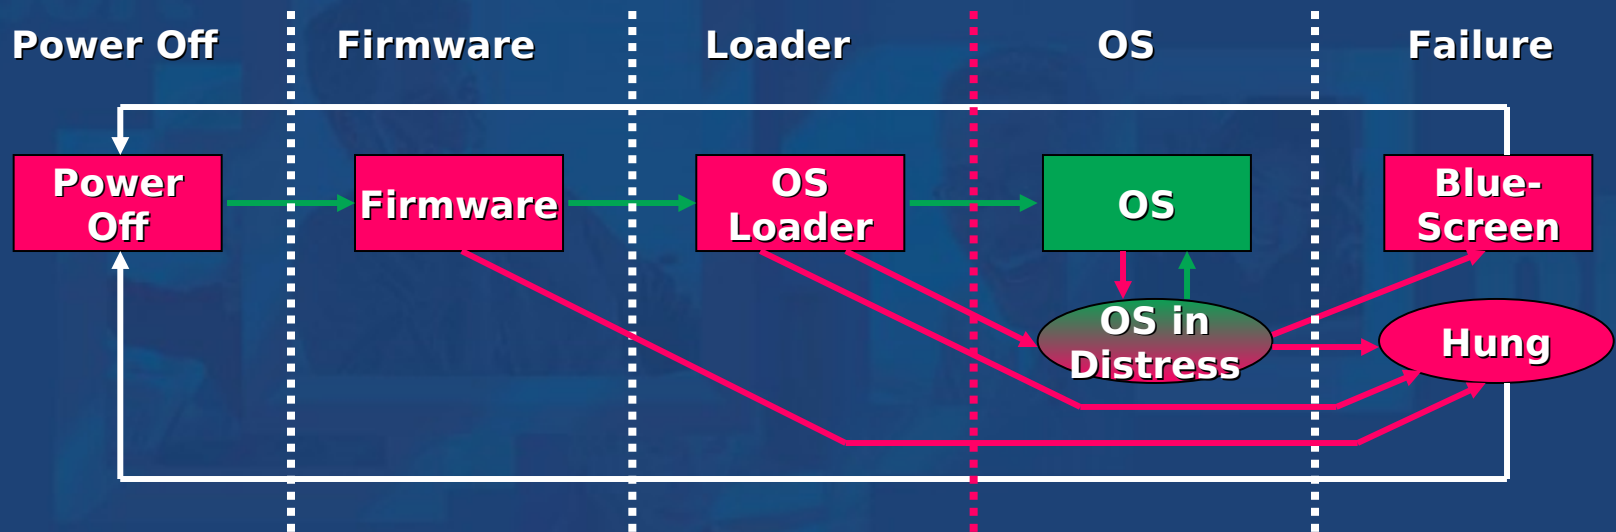 Power Off
Firmware
Loader
OS
Failure
Power
Off
Firmware
OS
Loader
OS
Blue-
Screen
OS in
Distress
Hung